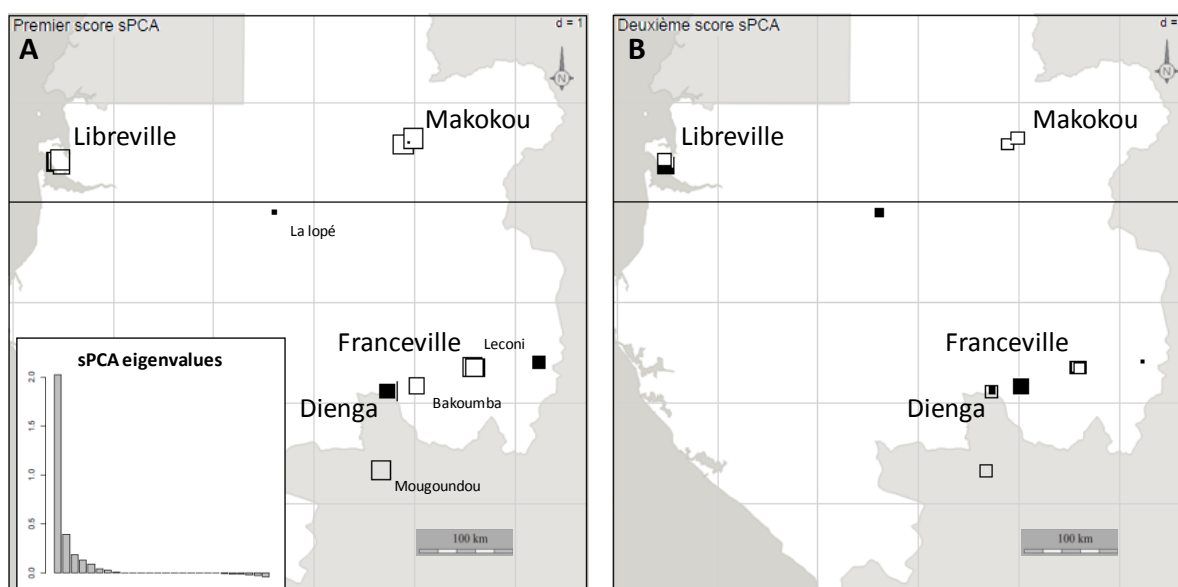 Premier score sPCA
d = 1
A
N
Libreville
Makokou
La lopé
Franceville
Leconi
Dienga
Bakoumba
Mougoundou
100 km
sPCA eigenvalues
2.0
1.5
1.0
0.5
0.0
Deuxième score sPCA
d =
B
N
Libreville
Makokou
Franceville
Dienga
100 km